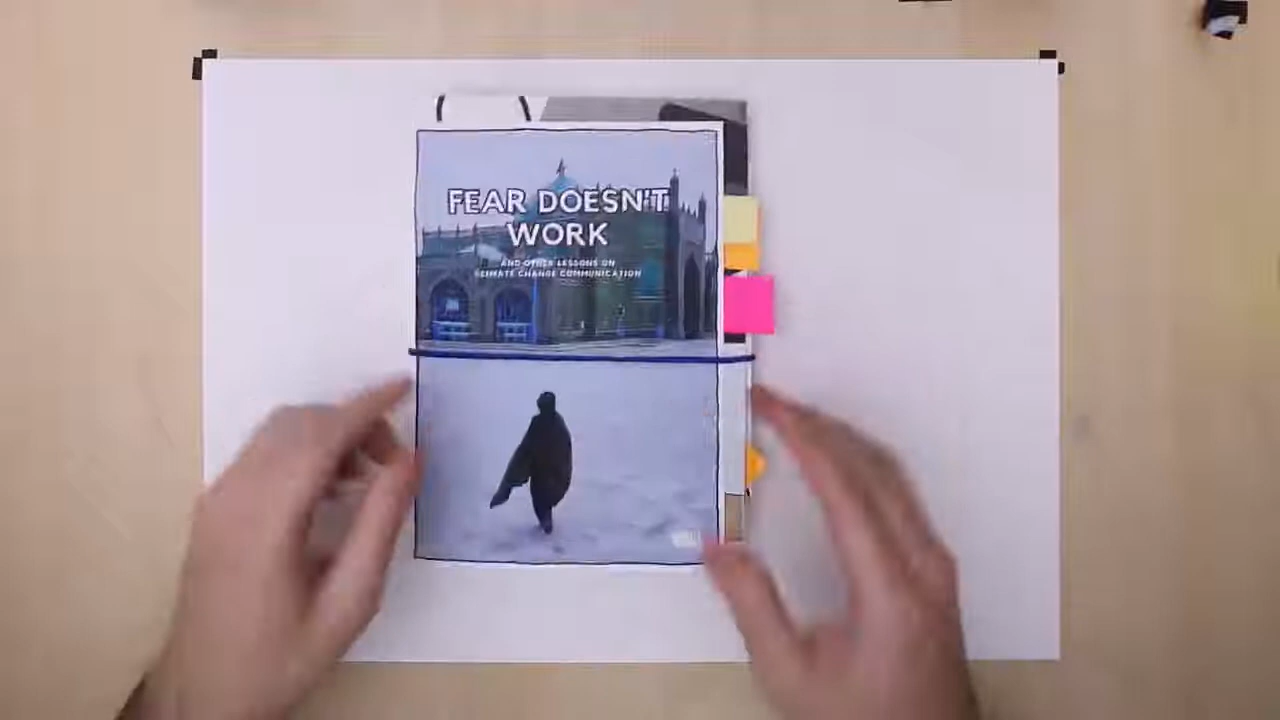 FEAR DOESN'T
WORK
AND OTHER LESSONS ON
CLIMATE CHANGE COMMUNICATION